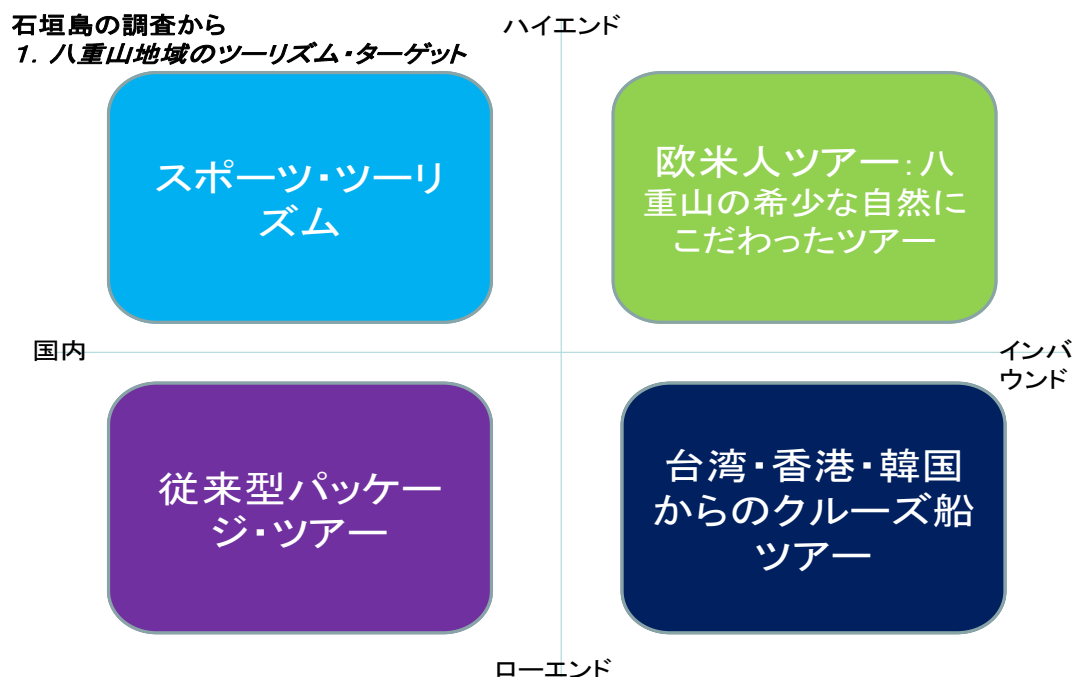 石垣島の調査から
1. 八重山地域のツーリズム・ターゲット
ハイエンド
スポーツ・ツーリ
ズム
欧米人ツアー：八
重山の希少な自然に
こだわったツアー
国内
インバ
ウンド
従来型パッケー
ジ・ツアー
台湾・香港・韓国
からのクルーズ船
ツアー
ローエンド